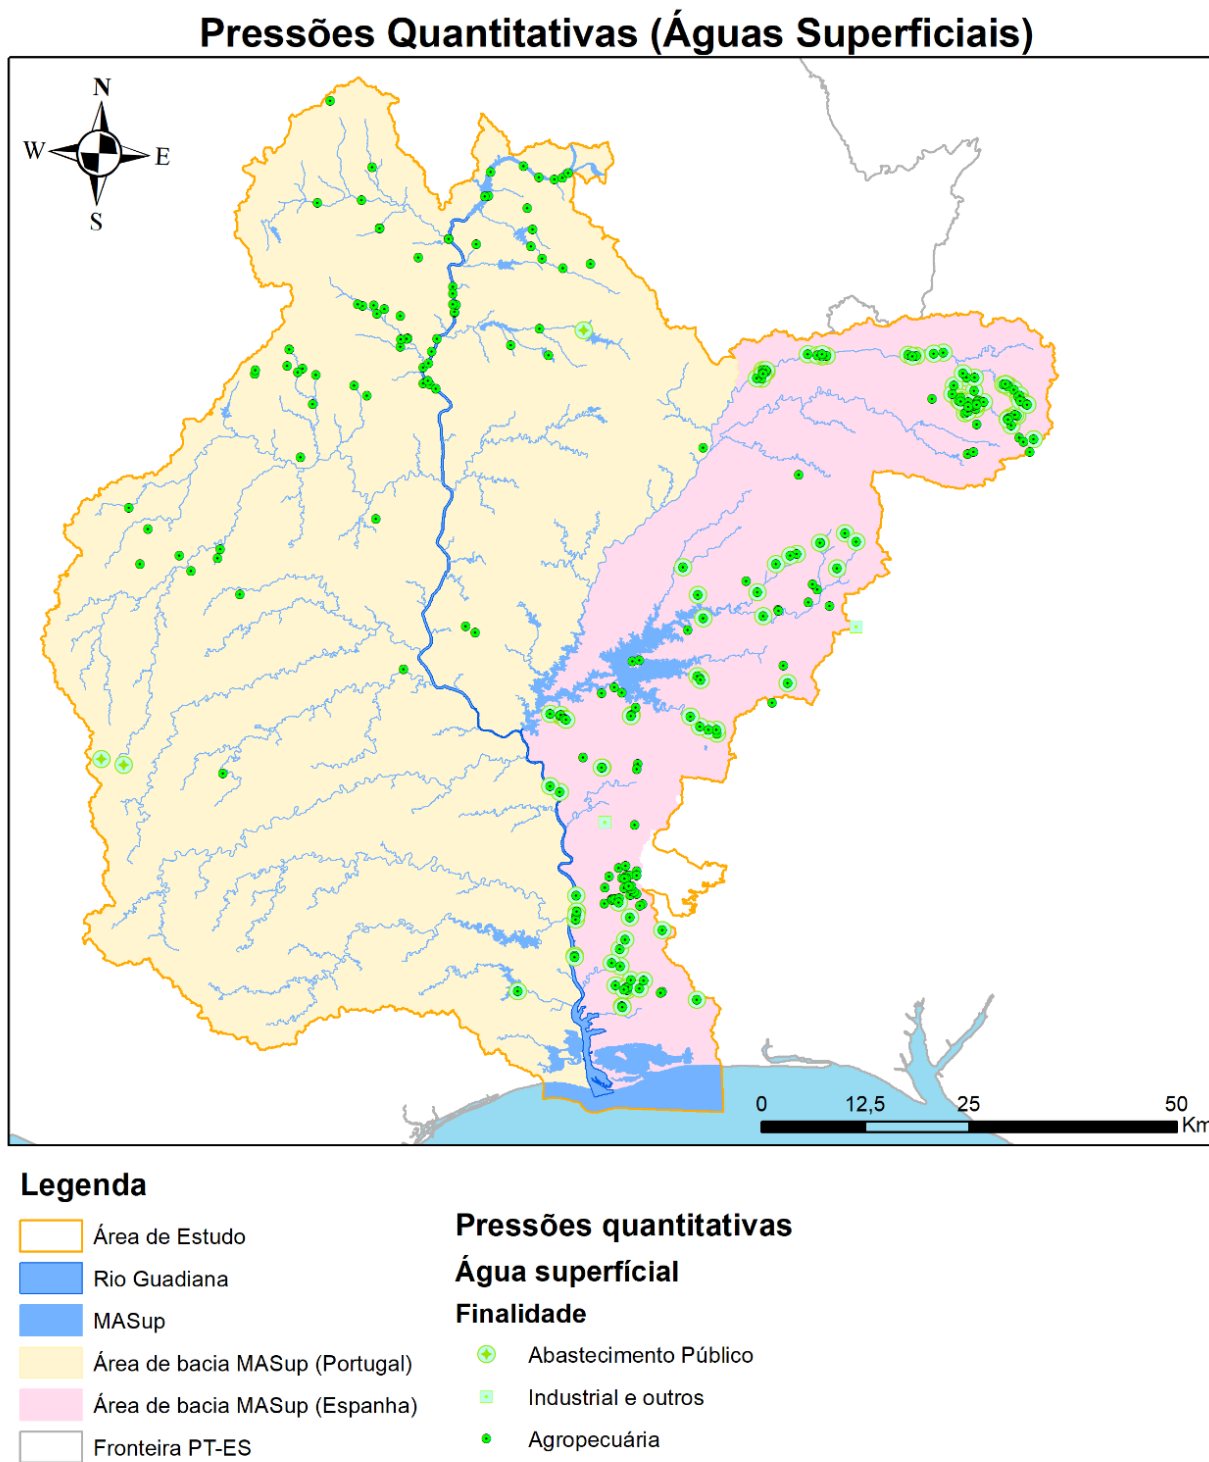 Pressões Quantitativas (Águas Superficiais)
N
W
E
S
0 12,5 25 50
Km
Legenda
Área de Estudo
Rio Guadiana
MASup
Área de bacia MASup (Portugal)
Área de bacia MASup (Espanha)
Fronteira PT-ES
Pressões quantitativas
Água superfícial
Finalidade
Abastecimento Público
Industrial e outros
Agropecuária